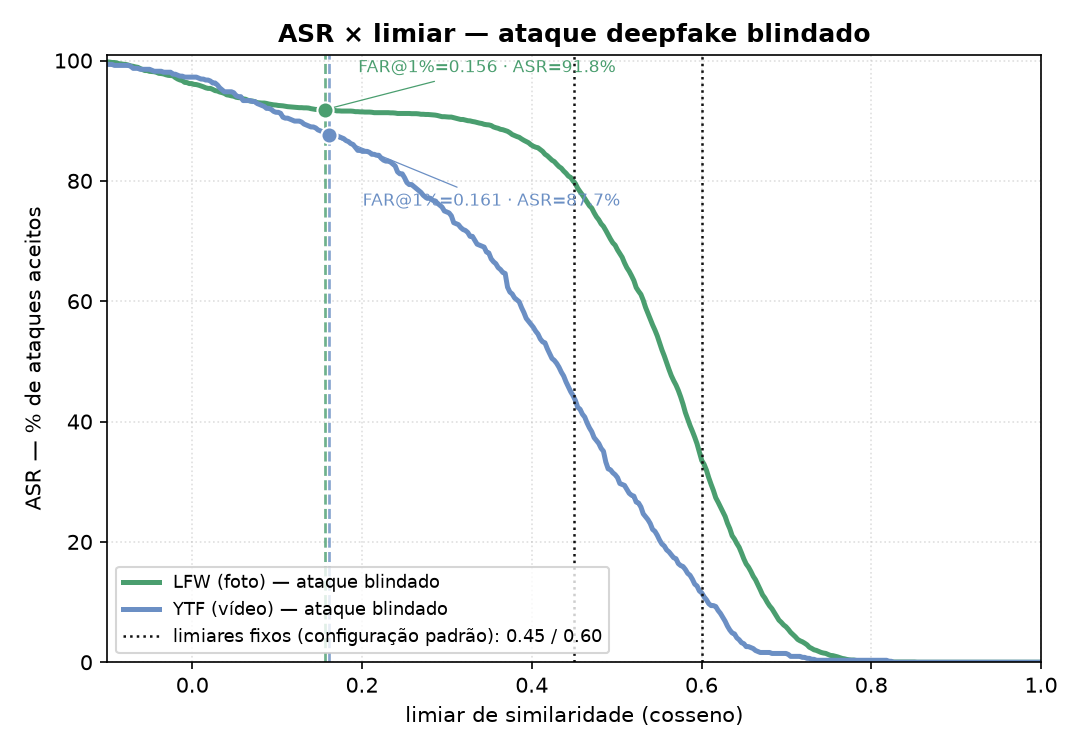 ASR × limiar — ataque deepfake blindado
100
FAR@1%=0.156 · ASR=91.8%
80
FAR@1%=0.161 · ASR=87.7%
60
40
20
0
ASR — % de ataques aceitos
LFW (foto) — ataque blindado
YTF (vídeo) — ataque blindado
limiares fixos (configuração padrão): 0.45 / 0.60
0.0 0.2 0.4 0.6 0.8 1.0
limiar de similaridade (cosseno)